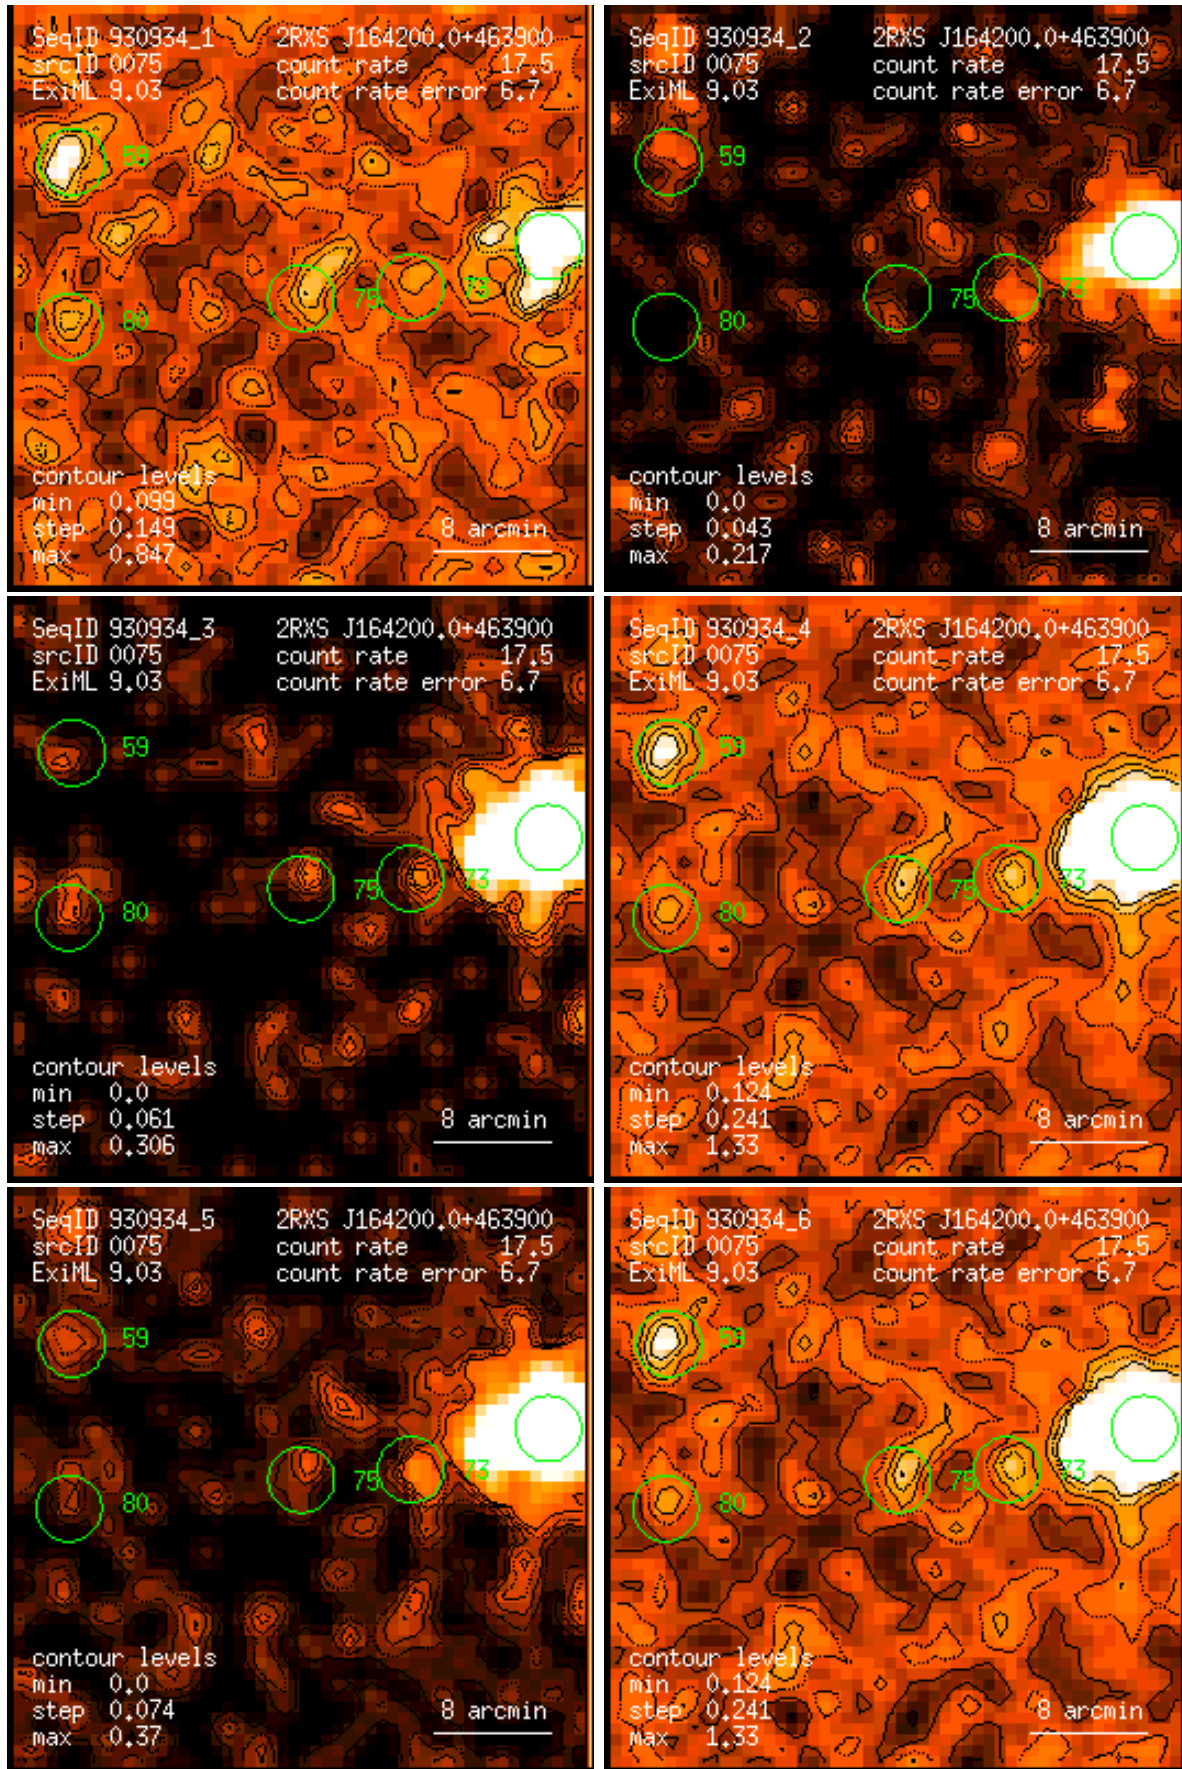 SeqID 930934_1 2RXS J164200.0+463900
srcID 0075 count rate 17.5
ExiML 9.03 count rate error 6.7
59
75
73
80
contour levels
min 0.099
step 0.149
max 0.847
8 arcmin
SeqID 930934_2 2RXS J164200.0+463900
srcID 0075 count rate 17.5
ExiML 9.03 count rate error 6.7
59
75
73
80
contour levels
min 0.0
step 0.043
max 0.217
8 arcmin
SeqID 930934_3 2RXS J164200.0+463900
srcID 0075 count rate 17.5
ExiML 9.03 count rate error 6.7
59
75
73
80
contour levels
min 0.0
step 0.061
max 0.306
8 arcmin
SeqID 930934_4 2RXS J164200.0+463900
srcID 0075 count rate 17.5
ExiML 9.03 count rate error 6.7
59
75
73
80
contour levels
min 0.124
step 0.241
max 1.33
8 arcmin
SeqID 930934_5 2RXS J164200.0+463900
srcID 0075 count rate 17.5
ExiML 9.03 count rate error 6.7
59
75
73
80
contour levels
min 0.0
step 0.074
max 0.37
8 arcmin
SeqID 930934_6 2RXS J164200.0+463900
srcID 0075 count rate 17.5
ExiML 9.03 count rate error 6.7
59
75
73
80
contour levels
min 0.124
step 0.241
max 1.33
8 arcmin